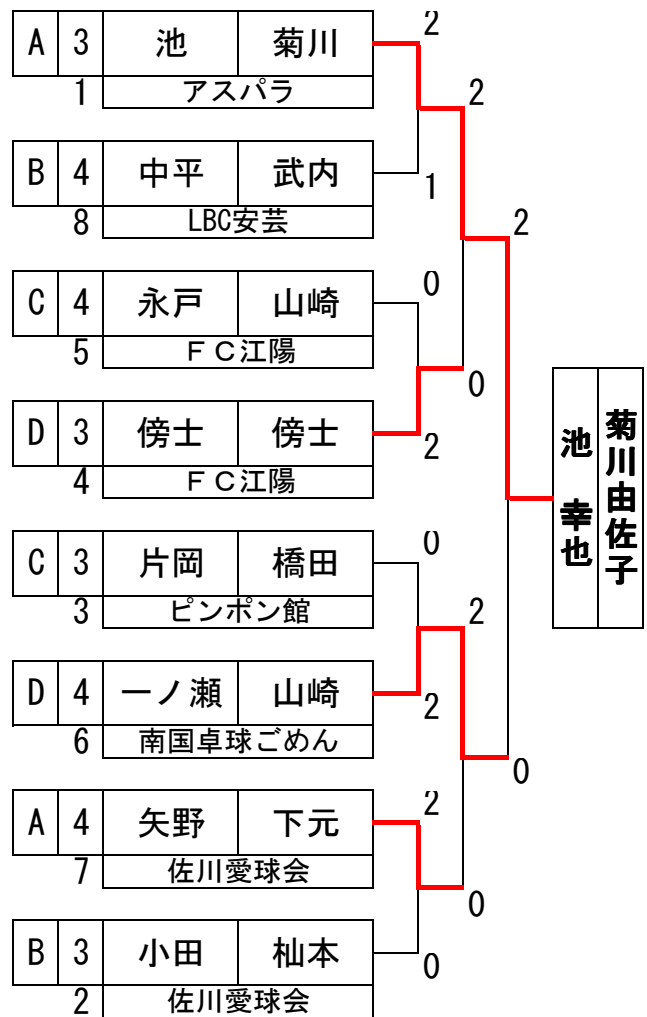 A 3 池 菊川
1 アスパラ
2
2
B 4 中平 武内
8 LBC安芸
1
2
C 4 永戸 山崎
5 ＦＣ江陽
0
0
D 3 傍士 傍士
4 ＦＣ江陽
2
菊川由佐子
池 幸也
C 3 片岡 橋田
3 ピンポン館
0
2
D 4 一ノ瀬 山崎
6 南国卓球ごめん
2
0
A 4 矢野 下元
7 佐川愛球会
2
0
B 3 小田 杣本
2 佐川愛球会
0